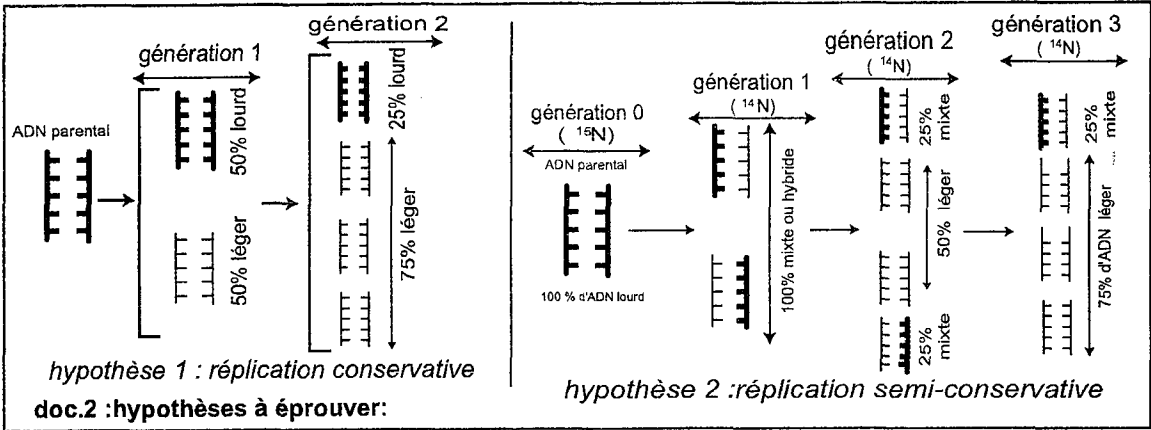 génération 1
ADN parental
50% lourd
50% léger
génération 2
25% lourd
75% léger
hypothèse 1 : réplication conservative
doc.2 :hypothèses à éprouver:
génération 0
( ¹⁵N)
ADN parental
100 % d'ADN lourd
génération 1
( ¹⁴N)
100% mixte ou hybride
génération 2
( ¹⁴N)
25% mixte
50% léger
25% mixte
génération 3
( ¹⁴N)
25% mixte
75% d'ADN léger
hypothèse 2 :réplication semi-conservative